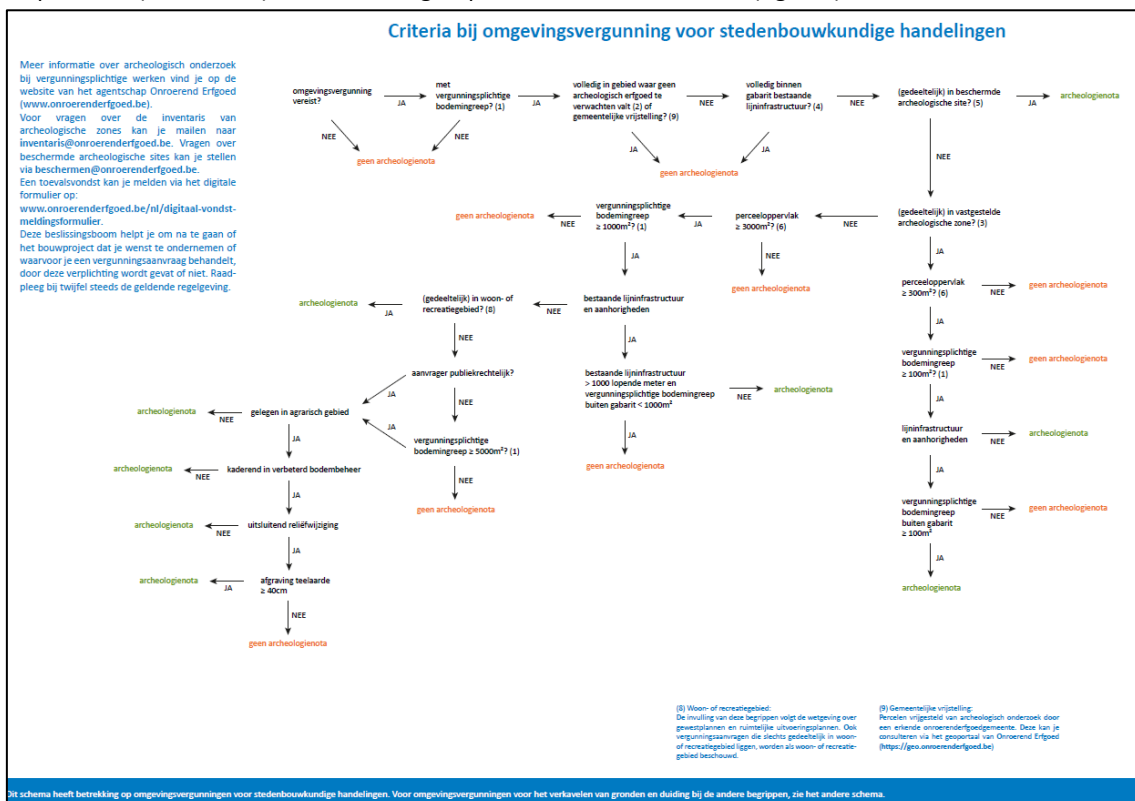 Criteria bij omgevingsvergunning voor stedenbouwkundige handelingen
Meer informatie over archeologisch onderzoek
bij vergunningsplichtige werken vind je op de
website van het agentschap Onroerend Erfgoed
(www.onroerenderfgoed.be).
Voor vragen over de inventaris van
archeologische zones kan je mailen naar
inventaris@onroerenderfgoed.be. Vragen over
beschermde archeologische sites kan je stellen
via beschermen@onroerenderfgoed.be.
Een toevalsvondst kan je melden via het digitale
formulier op:
www.onroerenderfgoed.be/nl/digitaal-vondst-
meldingsformulier.
Deze beslissingsboom helpt je om na te gaan of
het bouwproject dat je wenst te ondernemen of
waarvoor je een vergunningsaanvraag behandelt,
door deze verplichting wordt gevat of niet. Raad-
pleeg bij twijfel steeds de geldende regelgeving.
omgevingsvergunning
vereist?
JA
NEE
met
vergunningsplichtige
bodemingreep? (1)
JA
NEE
geen archeologienota
volledig in gebied waar geen
archeologisch erfgoed te
verwachten valt (2) of
gemeentelijke vrijstelling? (9)
NEE
JA
volledig binnen
gabarit bestaande
lijninfrastructuur? (4)
NEE
JA
geen archeologienota
(gedeeltelijk) in beschermde
archeologische site? (5)
JA
archeologienota
NEE
(gedeeltelijk) in vastgestelde
archeologische zone? (3)
NEE
JA
perceeloppervlak
≥ 3000m²? (6)
JA
NEE
geen archeologienota
vergunningsplichtige
bodemingreep
≥ 1000m²? (1)
NEE
geen archeologienota
JA
perceeloppervlak
≥ 300m²? (6)
NEE
geen archeologienota
JA
bestaande lijninfrastructuur
en aanhorigheden
NEE
JA
(gedeeltelijk) in woon- of
recreatiegebied? (8)
JA
archeologienota
NEE
vergunningsplichtige
bodemingreep
≥ 100m²? (1)
NEE
geen archeologienota
JA
bestaande lijninfrastructuur
> 1000 lopende meter en
vergunningsplichtige bodemingreep
buiten gabarit < 1000m²
NEE
archeologienota
JA
geen archeologienota
aanvrager publiekrechtelijk?
JA
NEE
gelegen in agrarisch gebied
NEE
archeologienota
JA
vergunningsplichtige
bodemingreep ≥ 5000m²? (1)
JA
NEE
geen archeologienota
lijninfrastructuur
en aanhorigheden
NEE
archeologienota
JA
kaderend in verbeterd bodembeheer
NEE
archeologienota
JA
vergunningsplichtige
bodemingreep
buiten gabarit
≥ 100m²
NEE
geen archeologienota
JA
archeologienota
uitsluitend reliëfwijziging
NEE
archeologienota
JA
afgraving teelaarde
≥ 40cm
JA
archeologienota
NEE
geen archeologienota
(8) Woon- of recreatiegebied:
De invulling van deze begrippen volgt de wetgeving over
gewestplannen en ruimtelijke uitvoeringsplannen. Ook
vergunningsaanvragen die slechts gedeeltelijk in woon-
of recreatiegebied liggen, worden als woon- of recreatie-
gebied beschouwd.
(9) Gemeentelijke vrijstelling:
Percelen vrijgesteld van archeologisch onderzoek door
een erkende onroerenderfgoedgemeente. Deze kan je
consulteren via het geoportaal van Onroerend Erfgoed
(https://geo.onroerenderfgoed.be)
Dit schema heeft betrekking op omgevingsvergunningen voor stedenbouwkundige handelingen. Voor omgevingsvergunningen voor het verkavelen van gronden en duiding bij de andere begrippen, zie het andere schema.